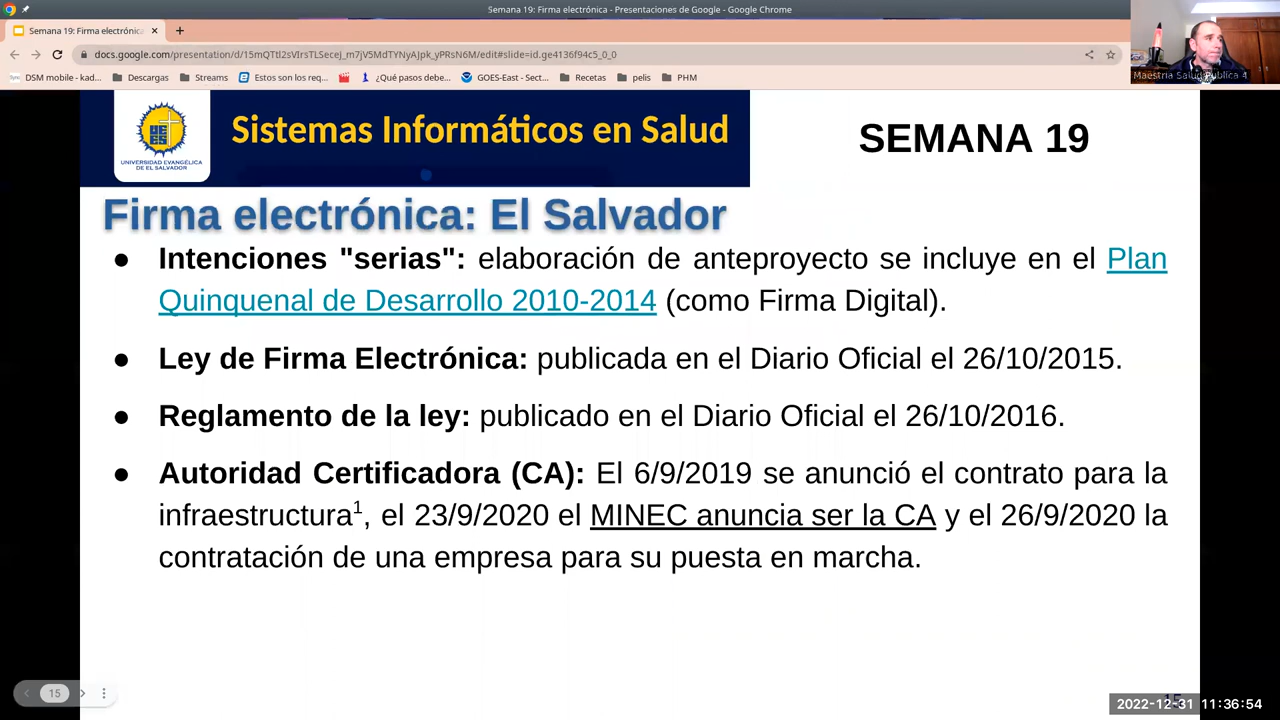 Semana 19: Firma electrónica - Presentaciones de Google - Google Chrome
Semana 19: Firma electrónica
docs.google.com/presentation/d/15mQTtl2sVIrsTLSecej_m7jV5MdTYNyAJpk_yPRsN6M/edit#slide=id.ge4136f94c5_0_0
DSM mobile - kad... Descargas Streams Estos son los req... ¿Qué pasos debe... GOES-East - Sect... Recetas pelis PHM
Maestria Salud Publica 4
UNIVERSIDAD EVANGÉLICA
DE EL SALVADOR
Sistemas Informáticos en Salud
SEMANA 19
Firma electrónica: El Salvador
● Intenciones "serias": elaboración de anteproyecto se incluye en el Plan
Quinquenal de Desarrollo 2010-2014 (como Firma Digital).
● Ley de Firma Electrónica: publicada en el Diario Oficial el 26/10/2015.
● Reglamento de la ley: publicado en el Diario Oficial el 26/10/2016.
● Autoridad Certificadora (CA): El 6/9/2019 se anunció el contrato para la
infraestructura1, el 23/9/2020 el MINEC anuncia ser la CA y el 26/9/2020 la
contratación de una empresa para su puesta en marcha.
15
2022-12-31 11:36:54